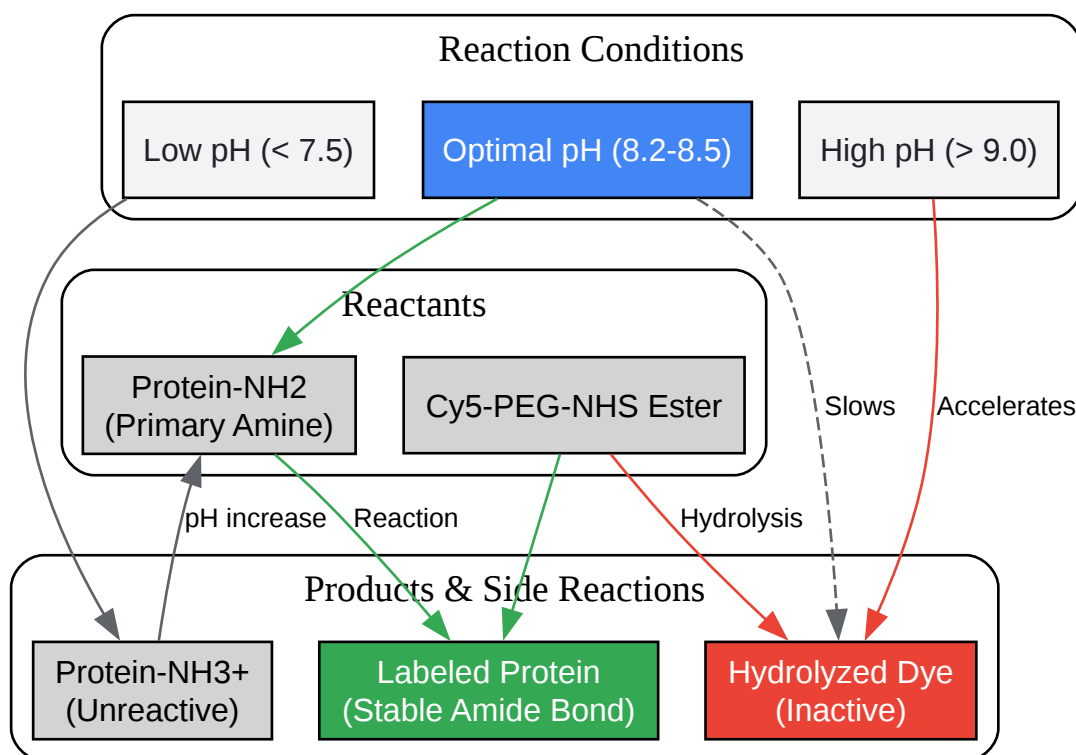 Reaction Conditions
Low pH (< 7.5)
Optimal pH (8.2-8.5)
High pH (> 9.0)
Reactants
Protein-NH2
(Primary Amine)
Cy5-PEG-NHS Ester
Slows
Accelerates
pH increase
Reaction
Hydrolysis
Products & Side Reactions
Protein-NH3+
(Unreactive)
Labeled Protein
(Stable Amide Bond)
Hydrolyzed Dye
(Inactive)